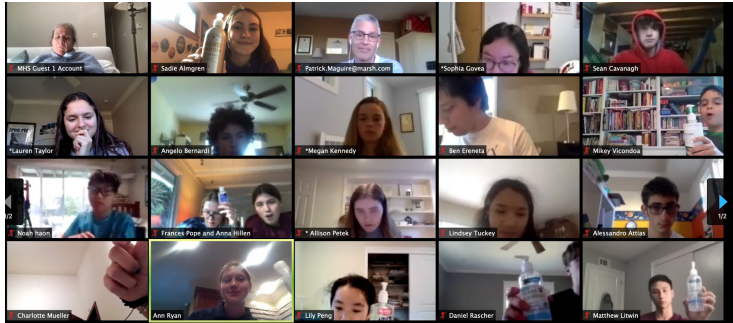 MHS Guest 1 Account
Sadie Almgren
Patrick.Maguire@marsh.com
*Sophia Govea
Sean Cavanagh
*Lauren Taylor
Angelo Bernardi
*Megan Kennedy
Ben Ereneta
Mikey Vicondoa
1/2
Noah haon
Frances Pope and Anna Hillen
* Allison Petek
Lindsey Tuckey
Alessandro Attias
1/2
Charlotte Mueller
Ann Ryan
Lily Peng
Daniel Rascher
Matthew Litwin